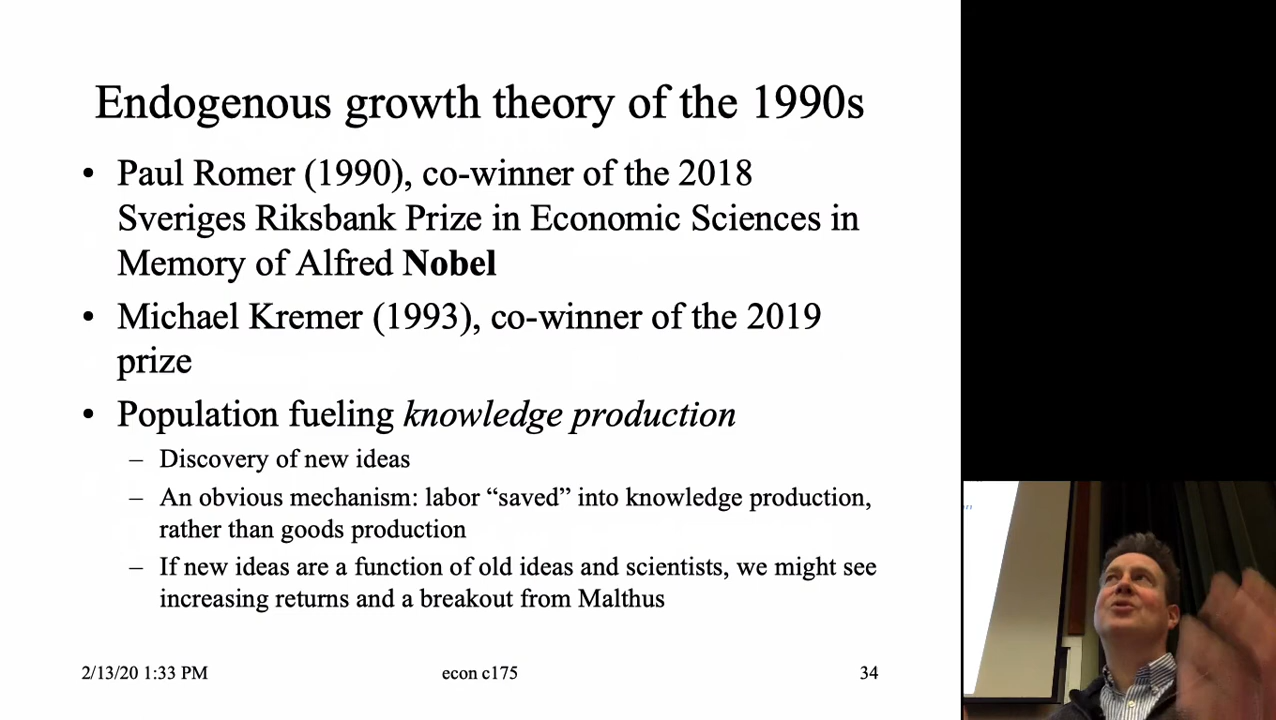 Endogenous growth theory of the 1990s
• Paul Romer (1990), co-winner of the 2018
Sveriges Riksbank Prize in Economic Sciences in
Memory of Alfred Nobel
• Michael Kremer (1993), co-winner of the 2019
prize
• Population fueling knowledge production
– Discovery of new ideas
– An obvious mechanism: labor “saved” into knowledge production,
rather than goods production
– If new ideas are a function of old ideas and scientists, we might see
increasing returns and a breakout from Malthus
2/13/20 1:33 PM
econ c175
34